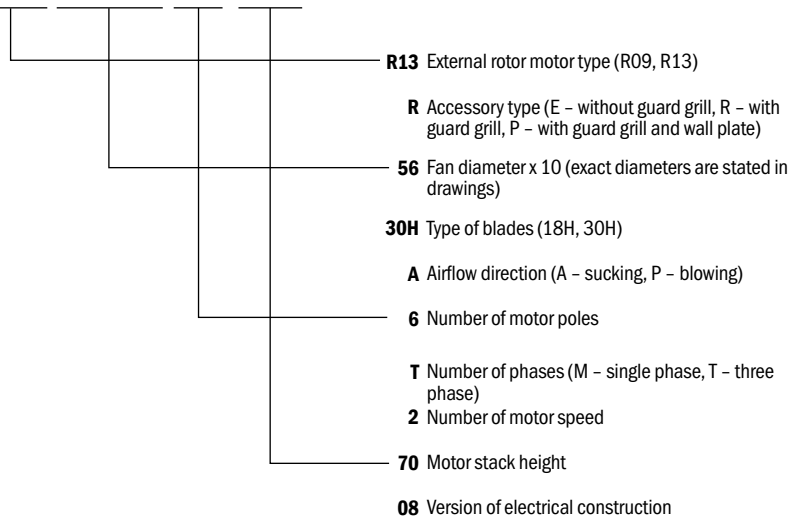 R13 External rotor motor type (R09, R13)
R Accessory type (E – without guard grill, R – with
guard grill, P – with guard grill and wall plate)
56 Fan diameter x 10 (exact diameters are stated in
drawings)
30H Type of blades (18H, 30H)
A Airflow direction (A – sucking, P – blowing)
6 Number of motor poles
T Number of phases (M – single phase, T – three
phase)
2 Number of motor speed
70 Motor stack height
08 Version of electrical construction